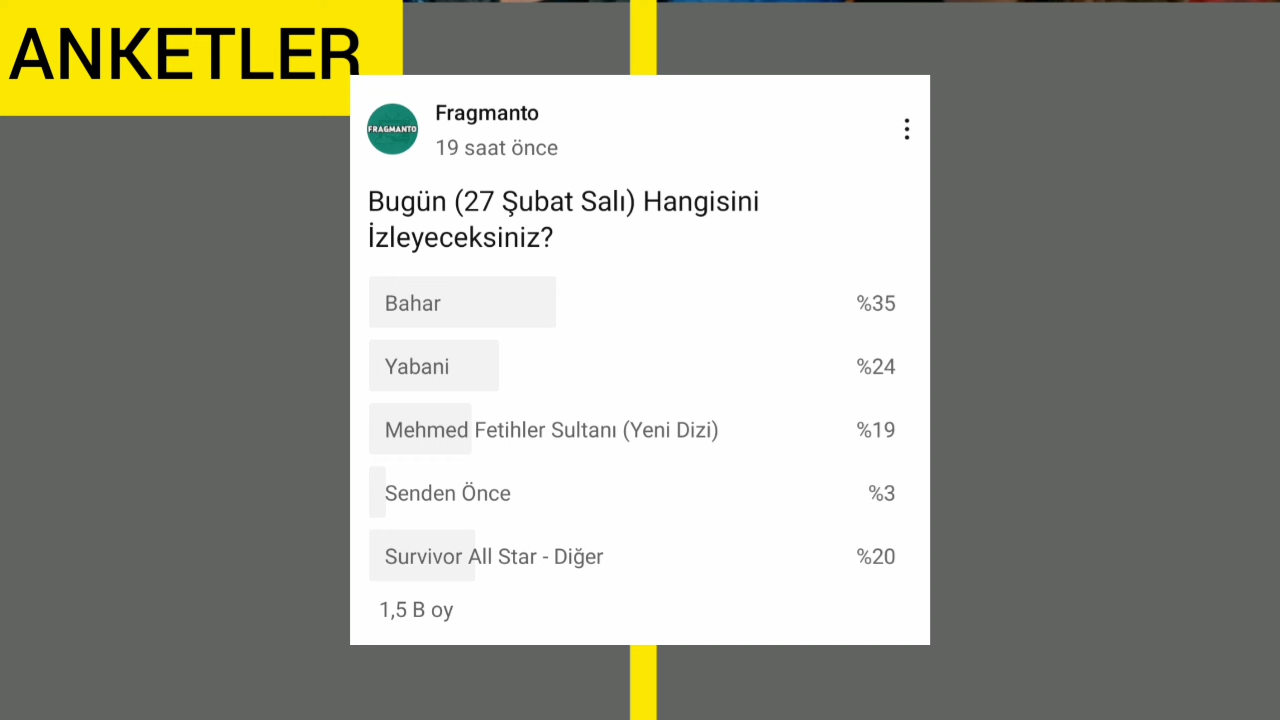 ANKETLER
FRAGMANTO
Fragmanto
19 saat önce
Bugün (27 Şubat Salı) Hangisini
İzleyeceksiniz?
Bahar %35
Yabani %24
Mehmed Fetihler Sultanı (Yeni Dizi) %19
Senden Önce %3
Survivor All Star - Diğer %20
1,5 B oy